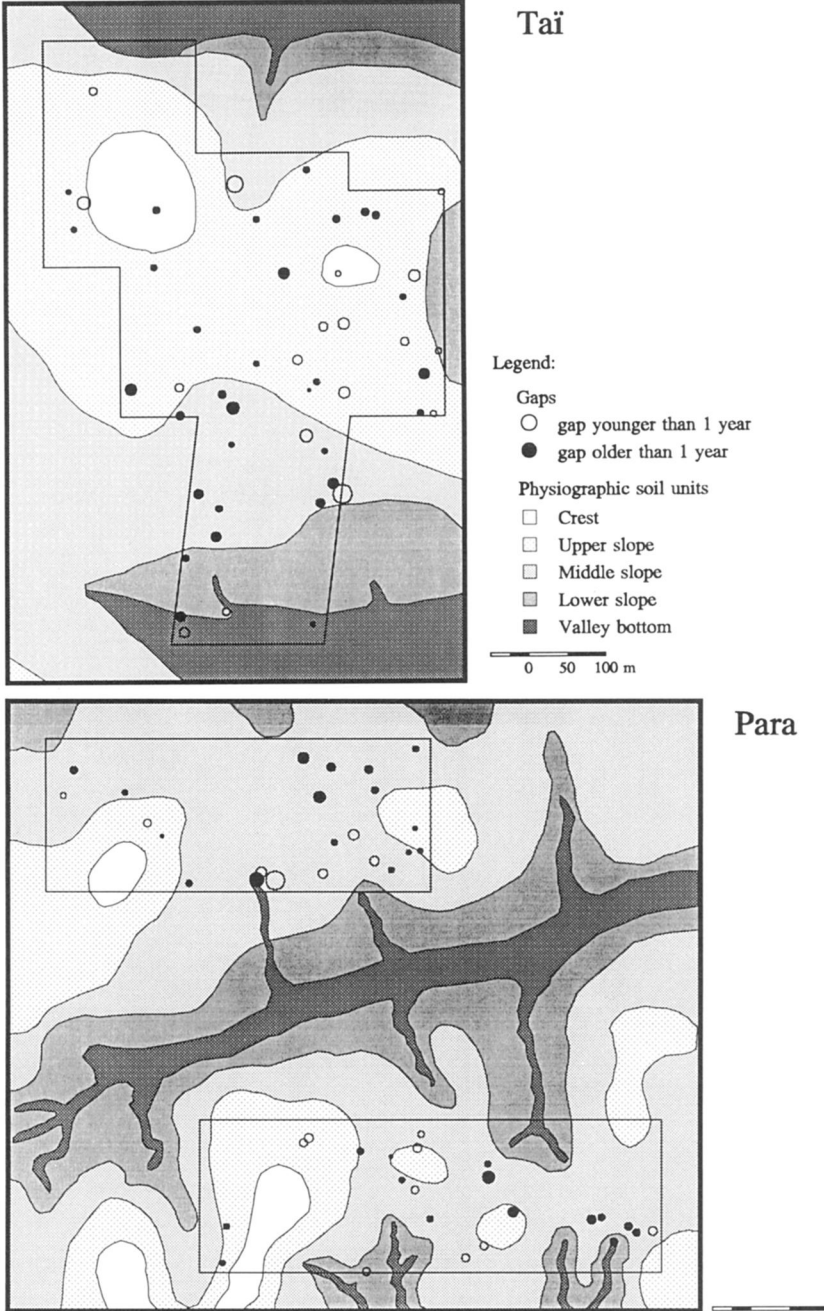 Taï
Legend:
Gaps
gap younger than 1 year
gap older than 1 year
Physiographic soil units
Crest
Upper slope
Middle slope
Lower slope
Valley bottom
0 50 100 m
Para